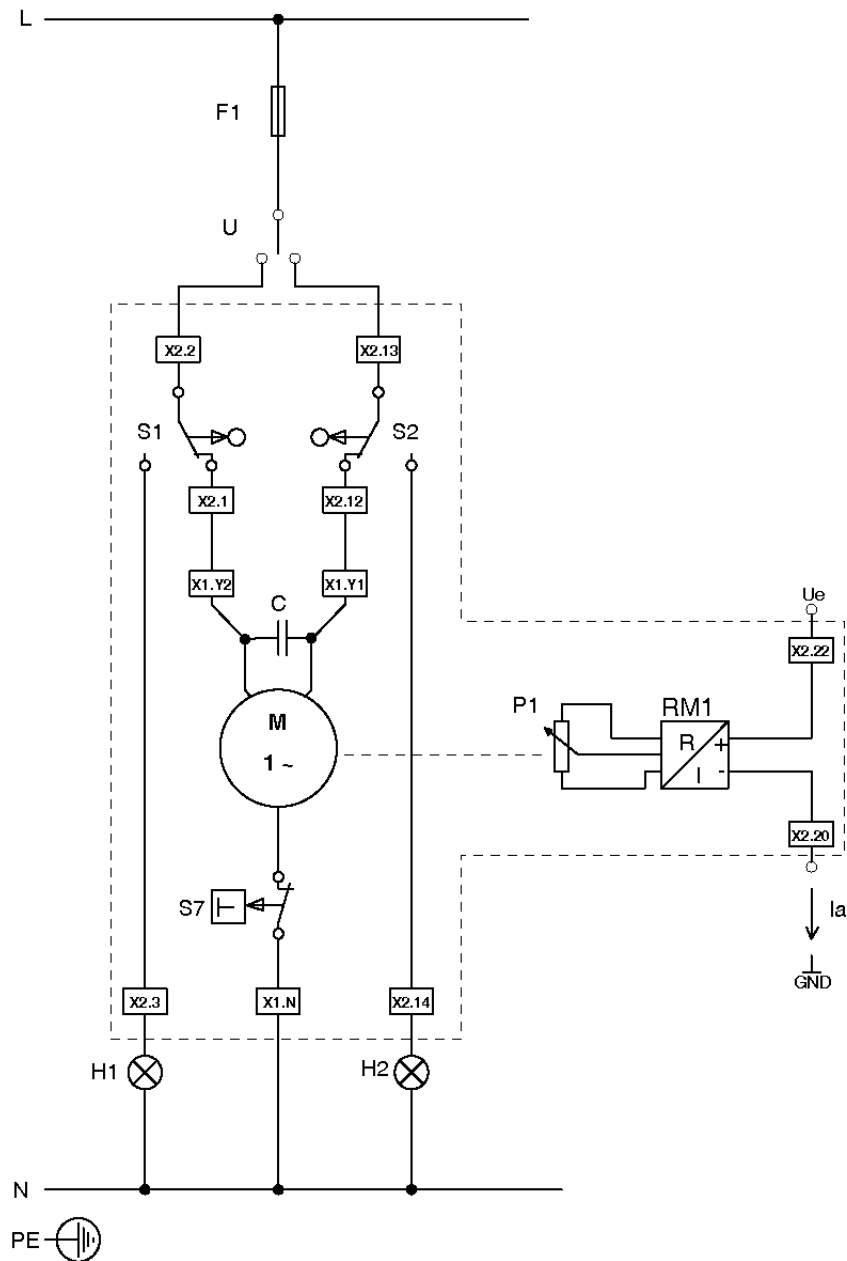 L
F1
U
X2.2
X2.13
S1
S2
X2.1
X2.12
X1.Y2
X1.Y1
C
Ue
X2.22
M
1 ~
P1
RM1
R
+
I
-
X2.20
S7
Ia
GND
X2.3
X1.N
X2.14
H1
H2
N
PE